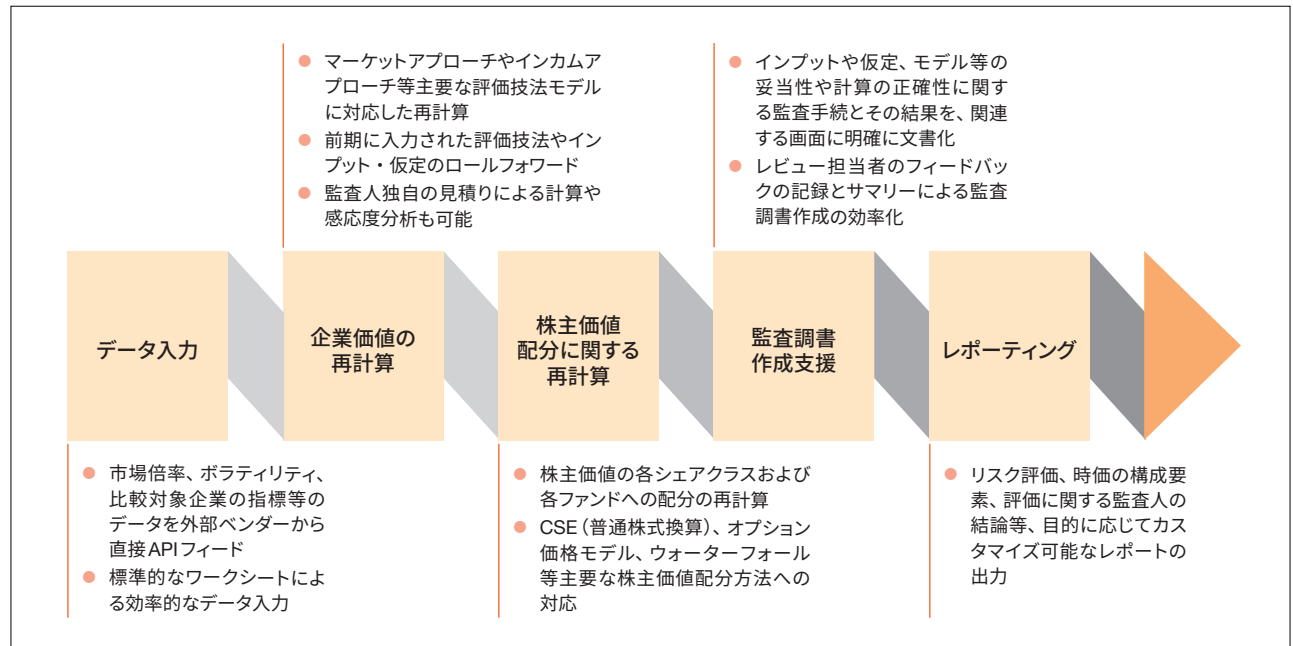 ● マーケットアプローチやインカムア
プローチ等主要な評価技法モデル
に対応した再計算
● 前期に入力された評価技法やイン
プット・仮定のロールフォワード
● 監査人独自の見積りによる計算や
感応度分析も可能
● インプットや仮定、モデル等の
妥当性や計算の正確性に関す
る監査手続とその結果を、関連
する画面に明確に文書化
● レビュー担当者のフィードバッ
クの記録とサマリーによる監査
調書作成の効率化
データ入力
企業価値の
再計算
株主価値
配分に関する
再計算
監査調書
作成支援
レポーティング
● 市場倍率、ボラティリティ、
比較対象企業の指標等の
データを外部ベンダーから
直接APIフィード
● 標準的なワークシートによ
る効率的なデータ入力
● 株主価値の各シェアクラスおよび
各ファンドへの配分の再計算
● CSE（普通株式換算）、オプション
価格モデル、ウォーターフォール
等主要な株主価値配分方法への
対応
● リスク評価、時価の構成要
素、評価に関する監査人の
結論等、目的に応じてカス
タマイズ可能なレポートの
出力